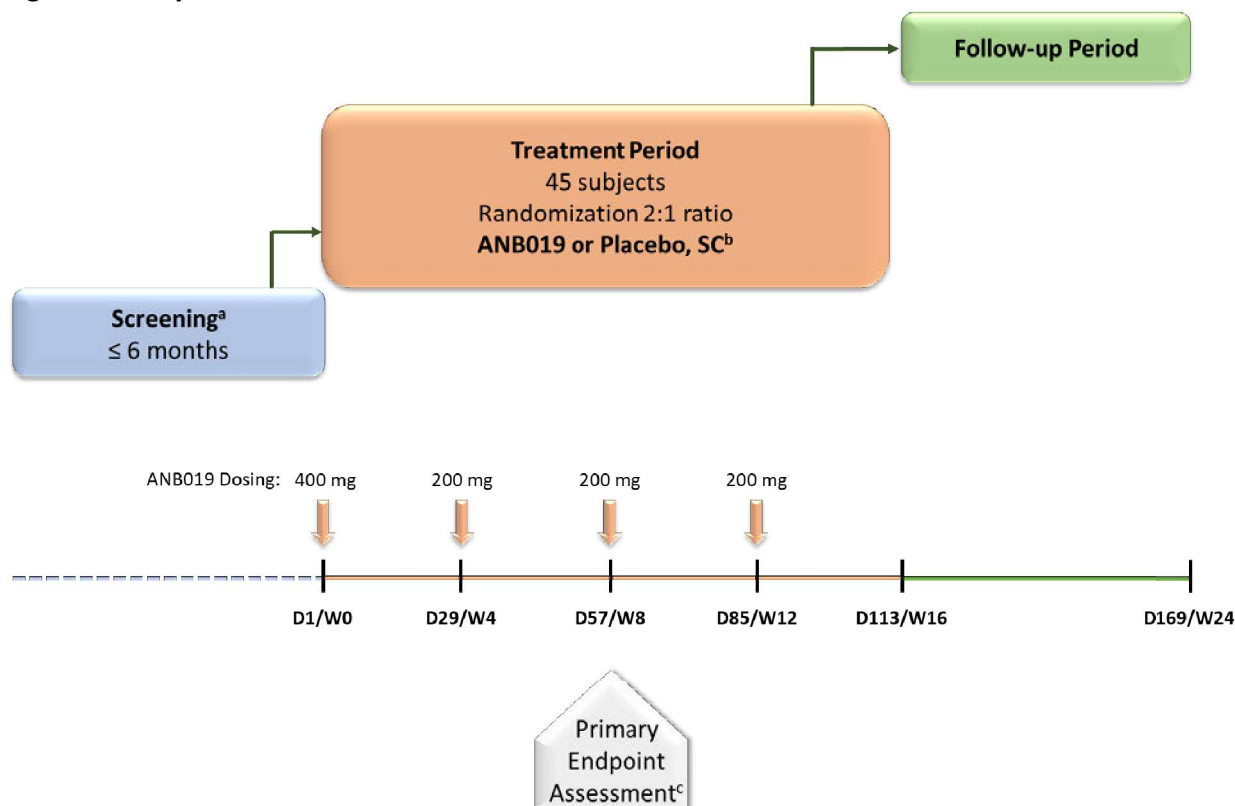 Follow-up Period
Treatment Period
45 subjects
Randomization 2:1 ratio
ANB019 or Placebo, SCᵇ
Screeningᵃ
≤ 6 months
ANB019 Dosing: 400 mg 200 mg 200 mg 200 mg
D1/W0 D29/W4 D57/W8 D85/W12 D113/W16 D169/W24
Primary
Endpoint
Assessmentᶜ